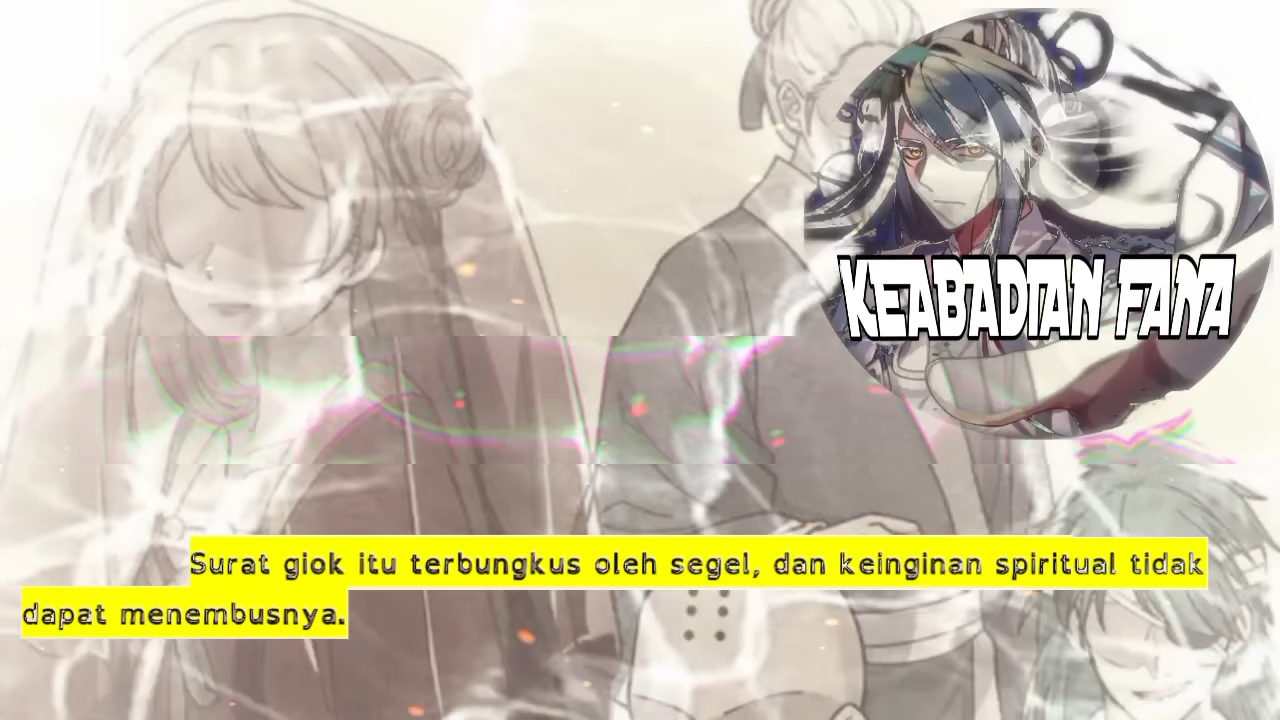 KEABADIAN FANA
Surat giok itu terbungkus oleh segel, dan keinginan spiritual tidak
dapat menembusnya.